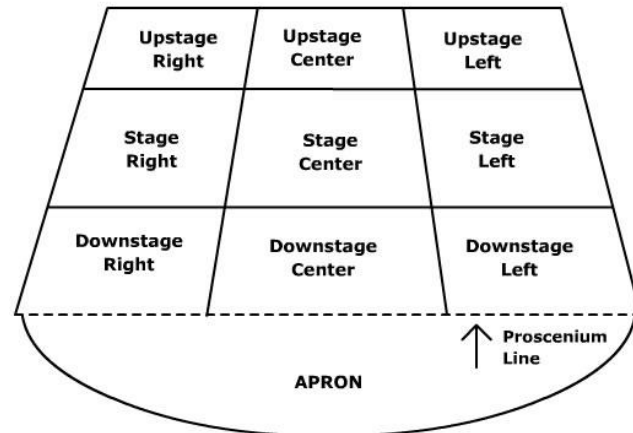 Upstage
Right
Upstage
Center
Upstage
Left
Stage
Right
Stage
Center
Stage
Left
Downstage
Right
Downstage
Center
Downstage
Left
Proscenium
Line
APRON